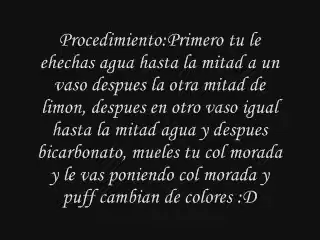 Procedimiento:Primero tu le
ehechas agua hasta la mitad a un
vaso despues la otra mitad de
limon, despues en otro vaso igual
hasta la mitad agua y despues
bicarbonato, mueles tu col morada
y le vas poniendo col morada y
puff cambian de colores :D